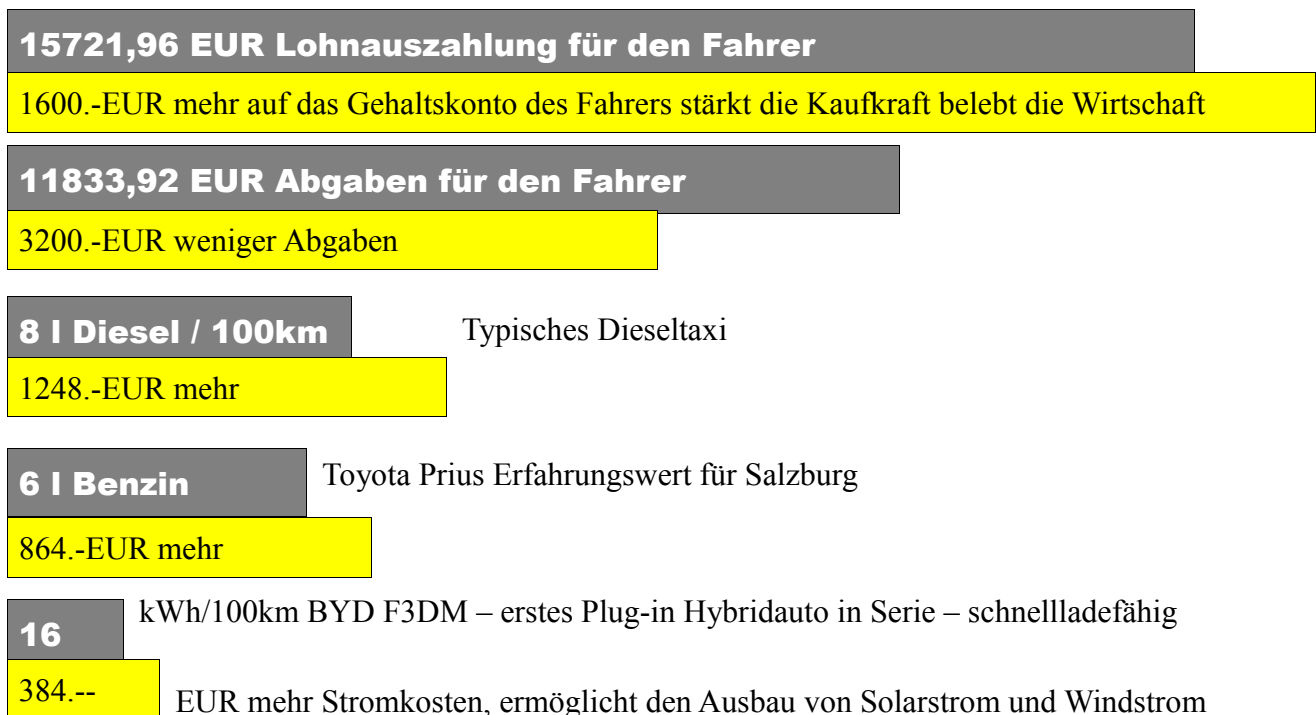 15721,96 EUR Lohnauszahlung für den Fahrer
1600.-EUR mehr auf das Gehaltskonto des Fahrers stärkt die Kaufkraft belebt die Wirtschaft
11833,92 EUR Abgaben für den Fahrer
3200.-EUR weniger Abgaben
8 l Diesel / 100km
Typisches Dieseltaxi
1248.-EUR mehr
6 l Benzin
Toyota Prius Erfahrungswert für Salzburg
864.-EUR mehr
16
kWh/100km BYD F3DM – erstes Plug-in Hybridauto in Serie – schnellladefähig
384.--
EUR mehr Stromkosten, ermöglicht den Ausbau von Solarstrom und Windstrom